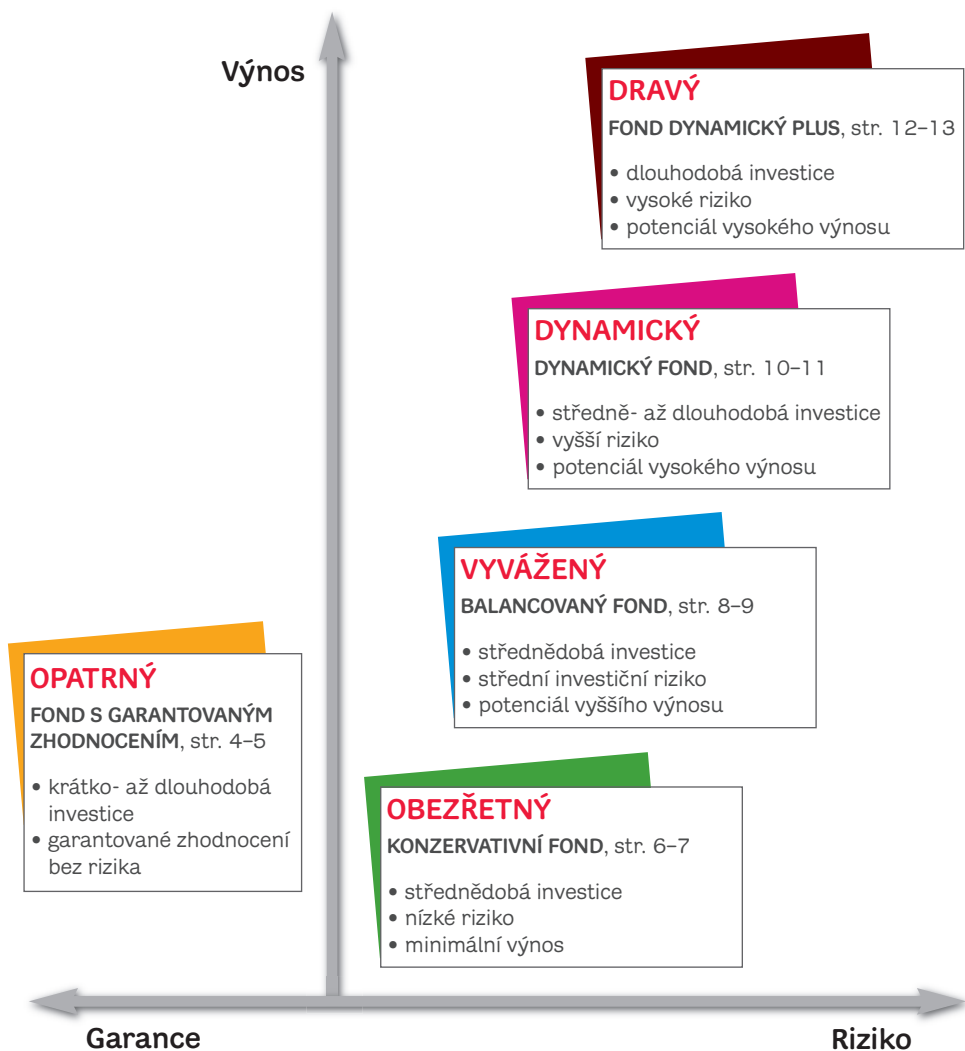 Výnos
DRAVÝ
FOND DYNAMICKÝ PLUS, str. 12–13
• dlouhodobá investice
• vysoké riziko
• potenciál vysokého výnosu
DYNAMICKÝ
DYNAMICKÝ FOND, str. 10–11
• středně- až dlouhodobá investice
• vyšší riziko
• potenciál vysokého výnosu
VYVÁŽENÝ
BALANCOVANÝ FOND, str. 8–9
• střednědobá investice
• střední investiční riziko
• potenciál vyššího výnosu
OPATRNÝ
FOND S GARANTOVANÝM
ZHODNOCENÍM, str. 4–5
• krátko- až dlouhodobá
investice
• garantované zhodnocení
bez rizika
OBEZŘETNÝ
KONZERVATIVNÍ FOND, str. 6–7
• střednědobá investice
• nízké riziko
• minimální výnos
Garance
Riziko